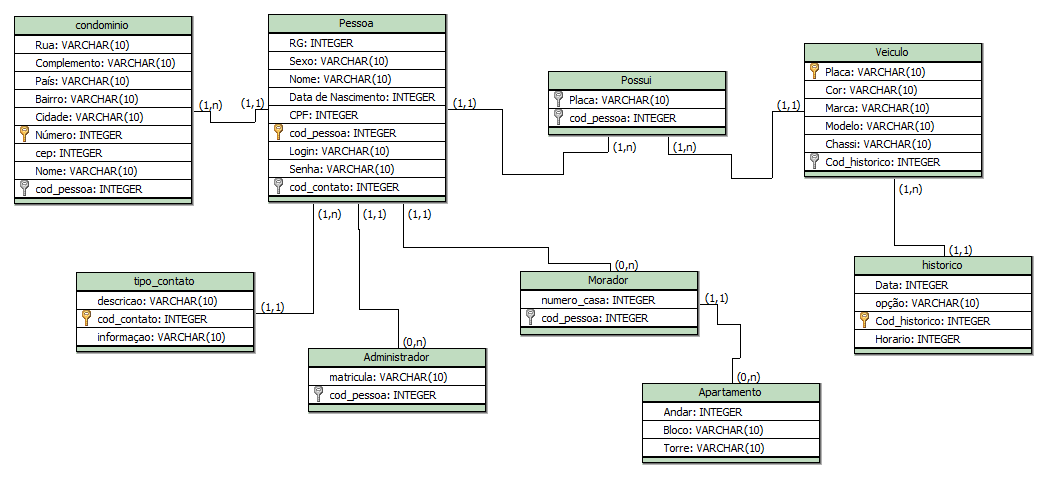 condominio
Rua: VARCHAR(10)
Complemento: VARCHAR(10)
País: VARCHAR(10)
Bairro: VARCHAR(10)
Cidade: VARCHAR(10)
Número: INTEGER
cep: INTEGER
Nome: VARCHAR(10)
cod_pessoa: INTEGER
(1,n)
(1,1)
Pessoa
RG: INTEGER
Sexo: VARCHAR(10)
Nome: VARCHAR(10)
Data de Nascimento: INTEGER
CPF: INTEGER
cod_pessoa: INTEGER
Login: VARCHAR(10)
Senha: VARCHAR(10)
cod_contato: INTEGER
(1,1)
Possui
Placa: VARCHAR(10)
cod_pessoa: INTEGER
(1,n)
(1,n)
(1,1)
Veiculo
Placa: VARCHAR(10)
Cor: VARCHAR(10)
Marca: VARCHAR(10)
Modelo: VARCHAR(10)
Chassi: VARCHAR(10)
Cod_historico: INTEGER
(1,n)
(1,1)
historico
Data: INTEGER
opção: VARCHAR(10)
Cod_historico: INTEGER
Horario: INTEGER
(1,n)
(1,1)
(1,1)
tipo_contato
descricao: VARCHAR(10)
cod_contato: INTEGER
informaçao: VARCHAR(10)
(1,1)
(0,n)
Administrador
matricula: VARCHAR(10)
cod_pessoa: INTEGER
(0,n)
Morador
numero_casa: INTEGER
cod_pessoa: INTEGER
(1,1)
(0,n)
Apartamento
Andar: INTEGER
Bloco: VARCHAR(10)
Torre: VARCHAR(10)